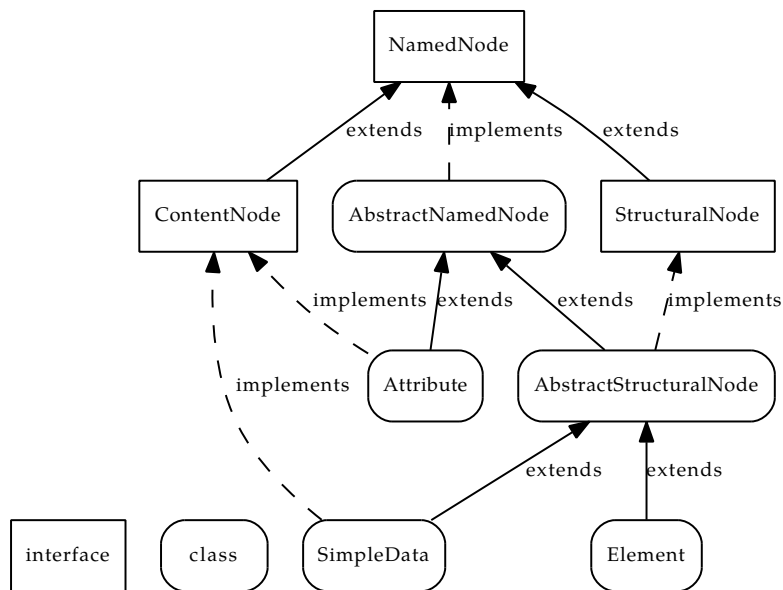 NamedNode
extends
implements
extends
ContentNode
AbstractNamedNode
StructuralNode
implements
extends
extends
implements
implements
Attribute
AbstractStructuralNode
extends
extends
interface
class
SimpleData
Element